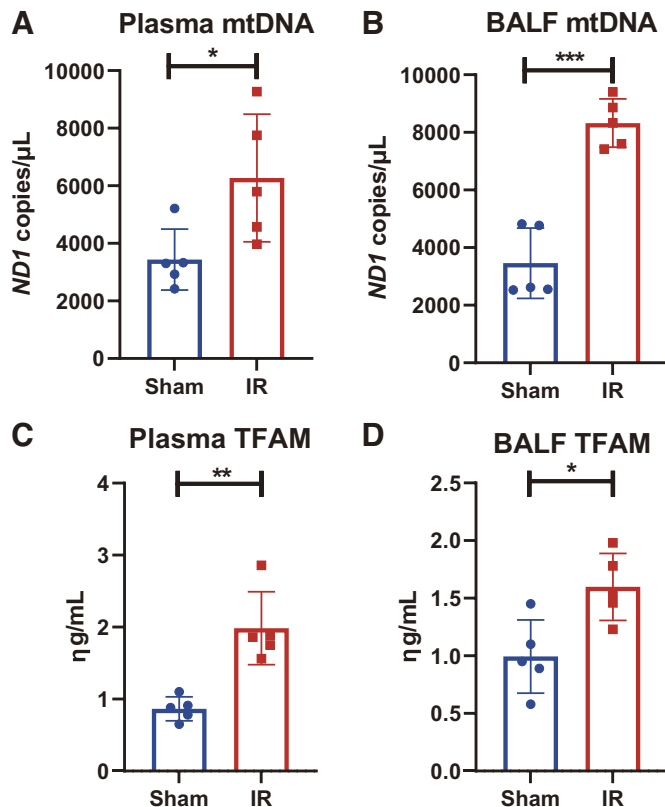 A
Plasma mtDNA
*
10000
8000
6000
4000
2000
0
ND1 copies/μL
Sham
IR
B
BALF mtDNA
***
10000
8000
6000
4000
2000
0
ND1 copies/μL
Sham
IR
C
Plasma TFAM
**
4
3
2
1
0
ηg/mL
Sham
IR
D
BALF TFAM
*
2.5
2.0
1.5
1.0
0.5
0.0
ηg/mL
Sham
IR